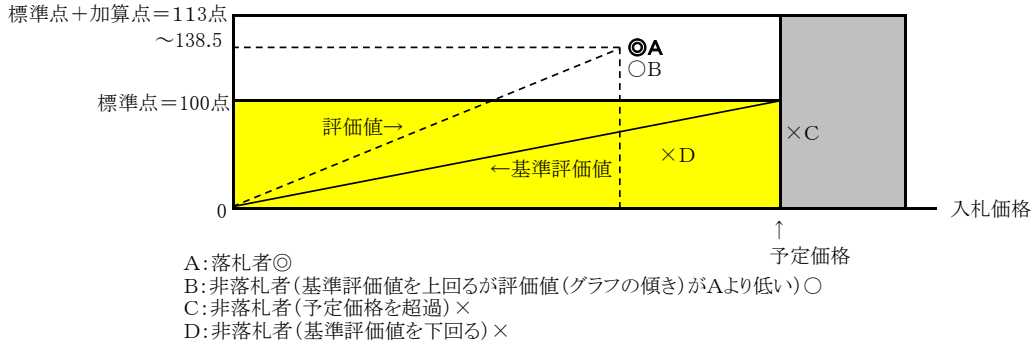 標準点＋加算点＝113点
～138.5
◎A
○B
標準点＝100点
評価値→
×C
×D
←基準評価値
0
入札価格
↑
予定価格
A:落札者◎
B:非落札者(基準評価値を上回るが評価値(グラフの傾き)がAより低い)○
C:非落札者(予定価格を超過)×
D:非落札者(基準評価値を下回る)×